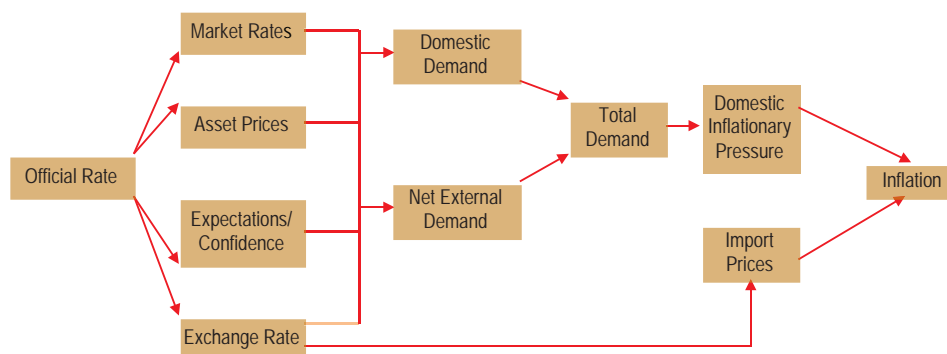 Market Rates
Asset Prices
Official Rate
Expectations/
Confidence
Exchange Rate
Domestic
Demand
Net External
Demand
Total
Demand
Domestic
Inflationary
Pressure
Import
Prices
Inflation